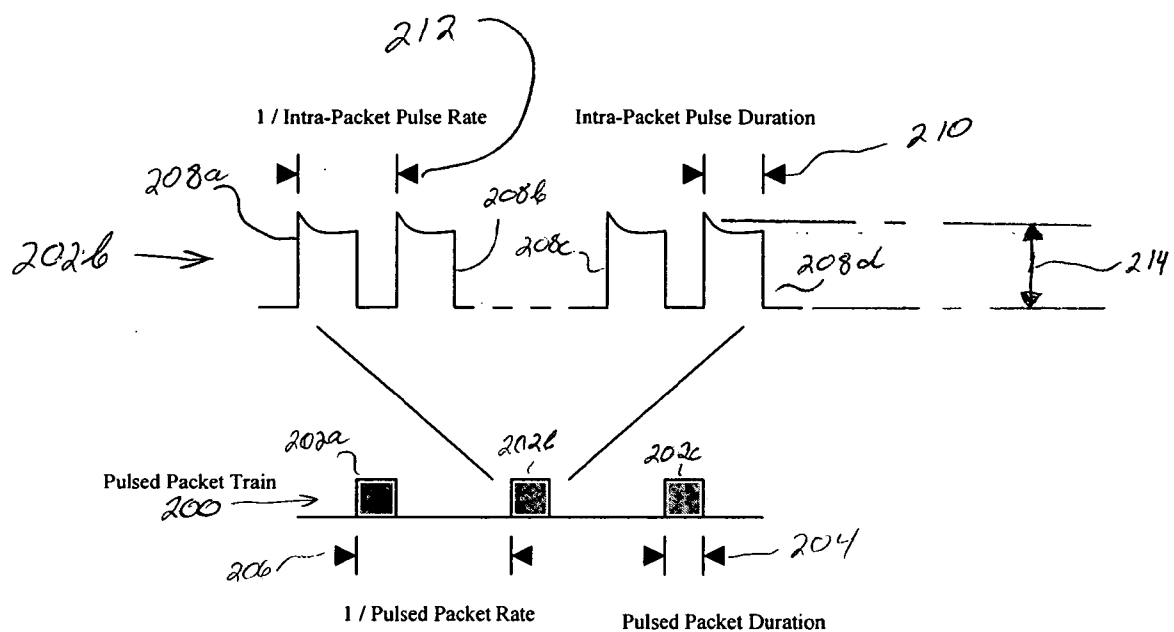 212
1 / Intra-Packet Pulse Rate
Intra-Packet Pulse Duration
210
208a
208b
208c
202b
208d
214
202a
202b
202c
Pulsed Packet Train
200
206
204
1 / Pulsed Packet Rate
Pulsed Packet Duration